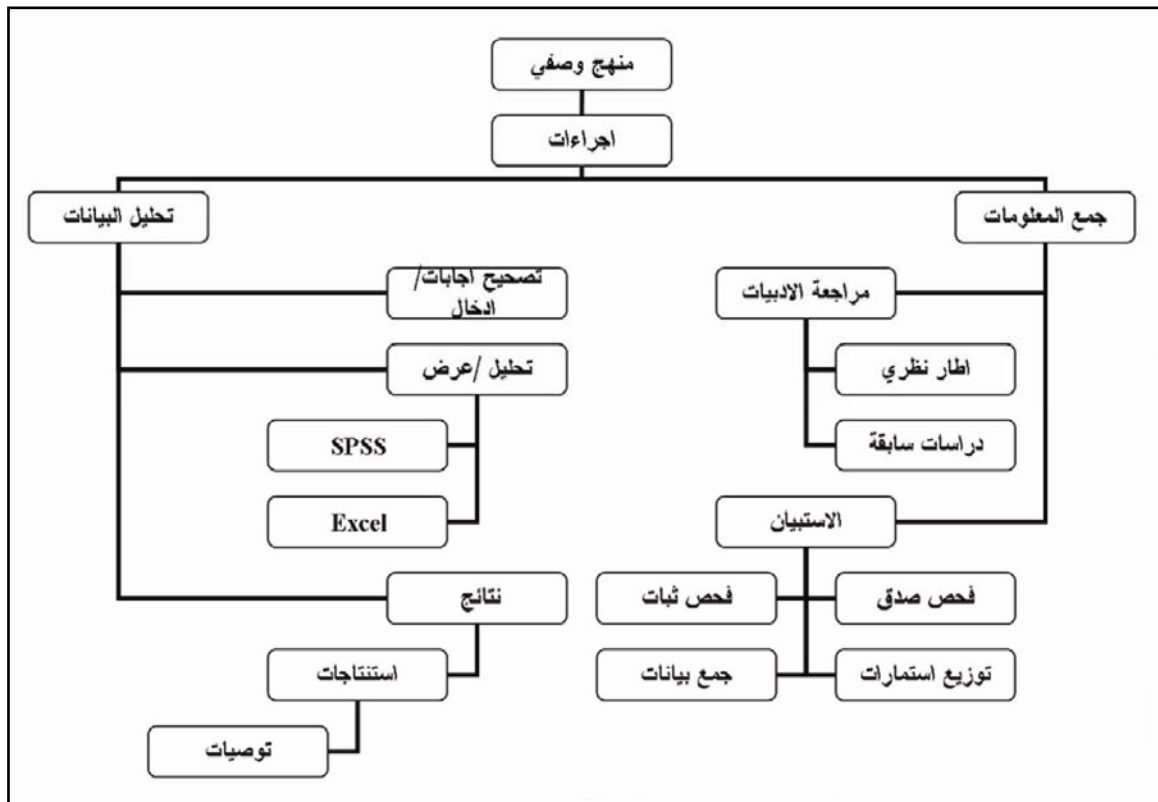 منهج وصفي
اجراءات
جمع المعلومات
تحليل البيانات
مراجعة الادبيات
تصحيح اجابات/
ادخال
اطار نظري
تحليل /عرض
دراسات سابقة
SPSS
الاستبيان
Excel
فحص صدق
فحص ثبات
نتائج
توزيع استمارات
جمع بيانات
استنتاجات
توصيات